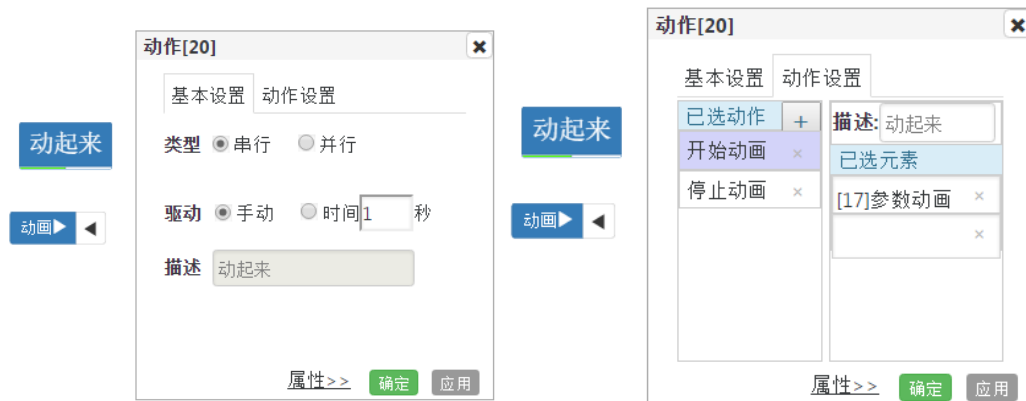 动起来
动画▶ ◀
动作[20] ✖
基本设置 动作设置
类型 串行 并行
驱动 手动 时间 1 秒
描述 动起来
属性>> 确定 应用
动起来
动画▶ ◀
动作[20] ✖
基本设置 动作设置
已选动作 +
开始动画 ×
停止动画 ×
描述: 动起来
已选元素
[17]参数动画 ×
×
属性>> 确定 应用